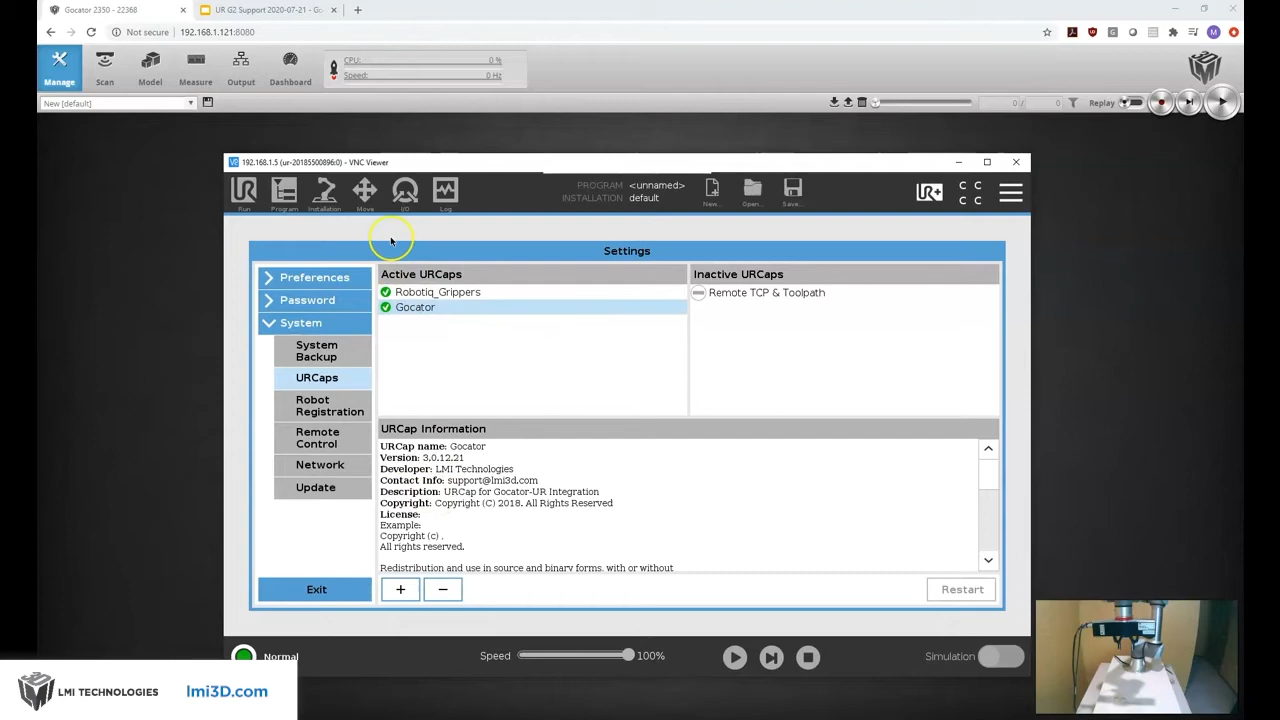 Gocator 2350 - 22368
UR G2 Support 2020-07-21 - Go
Not secure 192.168.1.121:8080
Manage Scan Model Measure Output Dashboard
CPU: 0 %
Speed: 0 Hz
New [default]
0 / 0
Replay
192.168.1.5 (ur-20185500896:0) - VNC Viewer
Run Program Installation Move I/O Log
PROGRAM <unnamed>
INSTALLATION default
New... Open... Save...
UR+
C C
C C
Settings
Preferences
Password
System
System
Backup
URCaps
Robot
Registration
Remote
Control
Network
Update
Exit
Active URCaps
Robotiq_Grippers
Gocator
Inactive URCaps
Remote TCP & Toolpath
URCap Information
URCap name: Gocator
Version: 3.0.12.21
Developer: LMI Technologies
Contact Info: support@lmi3d.com
Description: URCap for Gocator-UR Integration
Copyright: Copyright (C) 2018. All Rights Reserved
License:
Example:
Copyright (c) ,
All rights reserved.
Redistribution and use in source and binary forms, with or without
+ −
Restart
Normal
Speed 100%
Simulation
LMI TECHNOLOGIES lmi3D.com